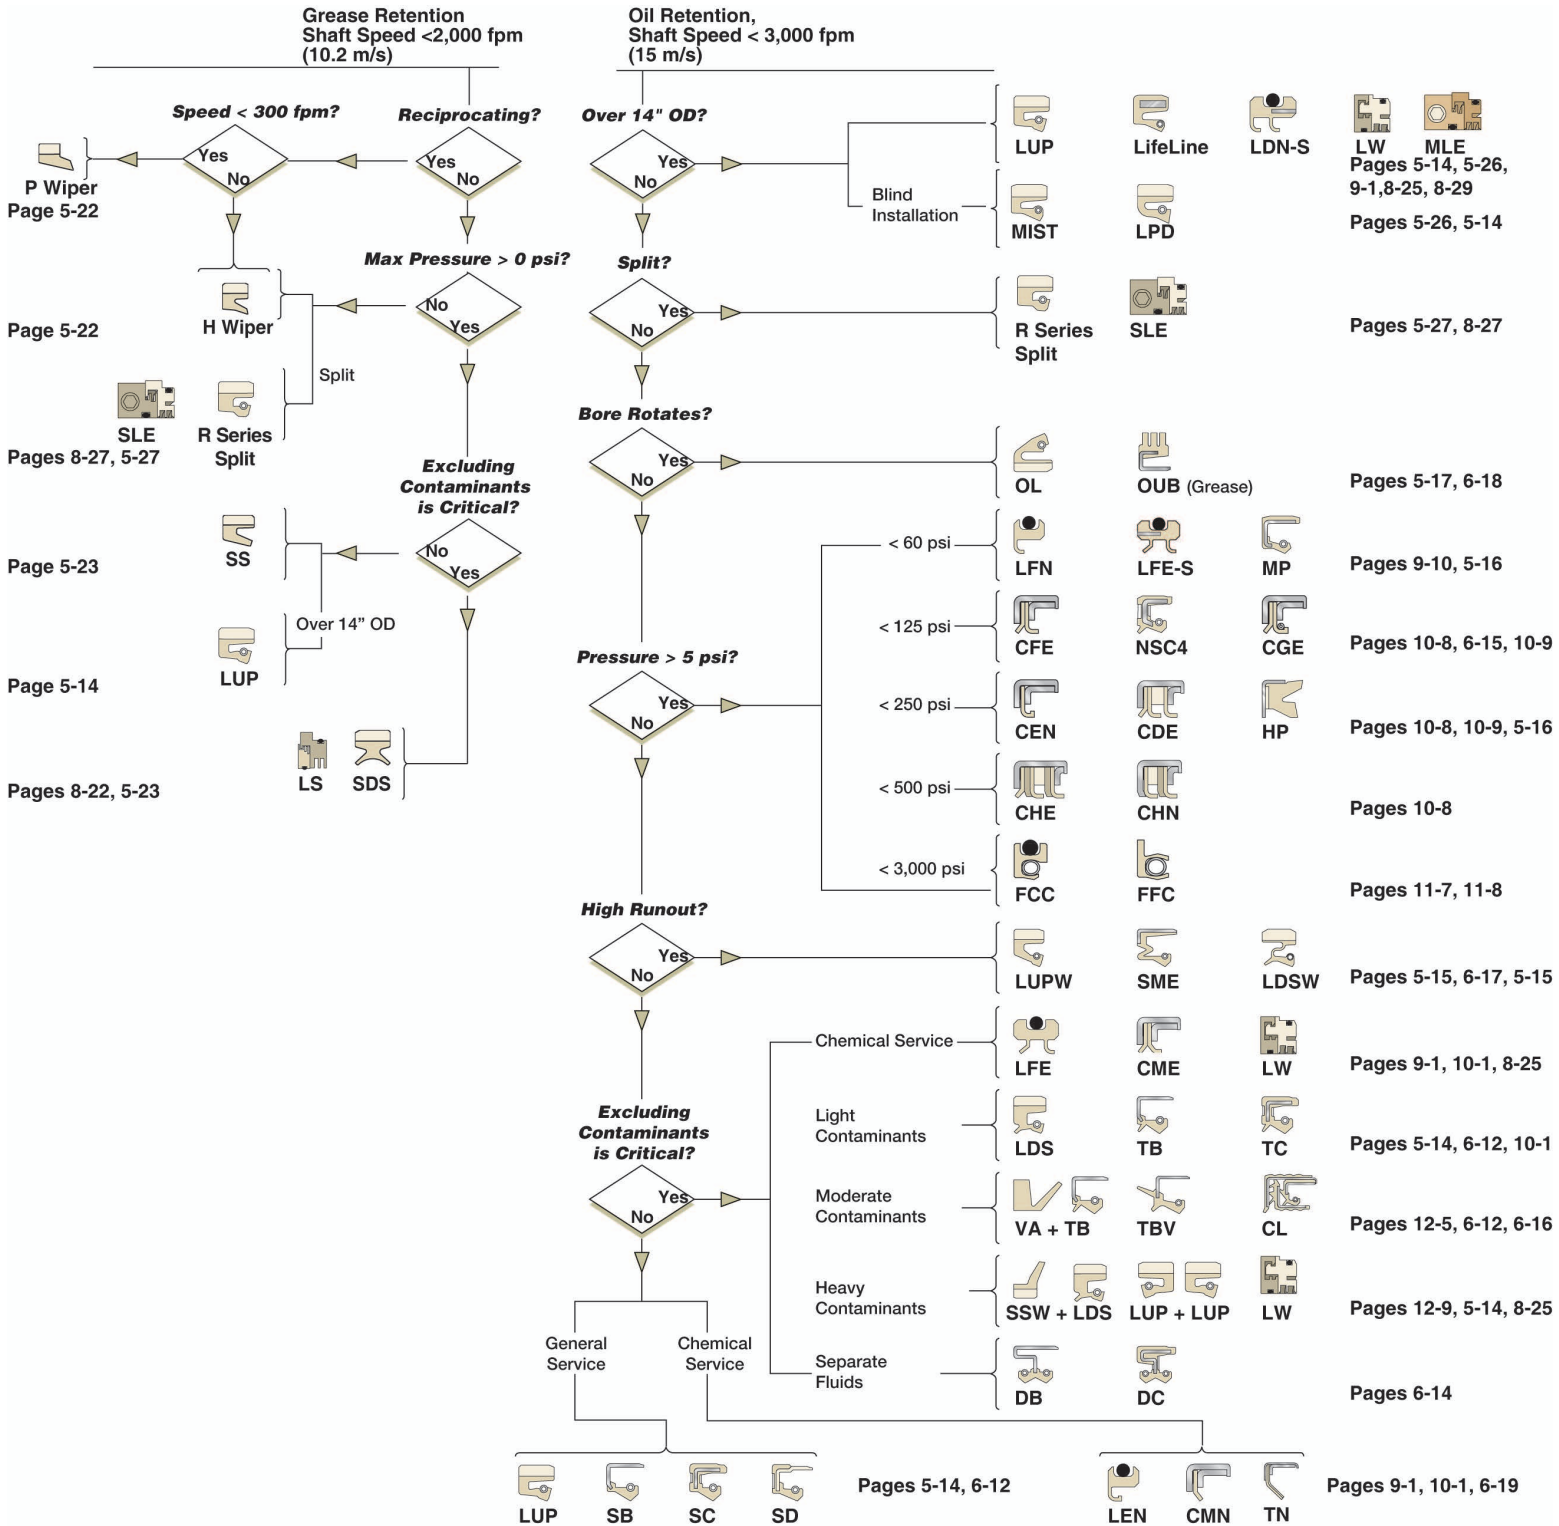 Grease Retention
Shaft Speed <2,000 fpm
(10.2 m/s)
Oil Retention,
Shaft Speed < 3,000 fpm
(15 m/s)
Speed < 300 fpm?
Yes
No
P Wiper
Page 5-22
Reciprocating?
Yes
No
Max Pressure > 0 psi?
No
Yes
H Wiper
Page 5-22
Split
SLE
R Series
Split
Pages 8-27, 5-27
Excluding
Contaminants
is Critical?
No
Yes
SS
Page 5-23
Over 14” OD
LUP
Page 5-14
LS
SDS
Pages 8-22, 5-23
Over 14" OD?
Yes
No
LUP
LifeLine
LDN-S
LW
MLE
Pages 5-14, 5-26,
9-1,8-25, 8-29
Blind
Installation
MIST
LPD
Pages 5-26, 5-14
Split?
Yes
No
R Series
Split
SLE
Pages 5-27, 8-27
Bore Rotates?
Yes
No
OL
OUB (Grease)
Pages 5-17, 6-18
Pressure > 5 psi?
Yes
No
< 60 psi
LFN
LFE-S
MP
Pages 9-10, 5-16
< 125 psi
CFE
NSC4
CGE
Pages 10-8, 6-15, 10-9
< 250 psi
CEN
CDE
HP
Pages 10-8, 10-9, 5-16
< 500 psi
CHE
CHN
Pages 10-8
< 3,000 psi
FCC
FFC
Pages 11-7, 11-8
High Runout?
Yes
No
LUPW
SME
LDSW
Pages 5-15, 6-17, 5-15
Excluding
Contaminants
is Critical?
Yes
No
Chemical Service
LFE
CME
LW
Pages 9-1, 10-1, 8-25
Light
Contaminants
LDS
TB
TC
Pages 5-14, 6-12, 10-1
Moderate
Contaminants
VA + TB
TBV
CL
Pages 12-5, 6-12, 6-16
Heavy
Contaminants
SSW + LDS
LUP + LUP
LW
Pages 12-9, 5-14, 8-25
Separate
Fluids
DB
DC
Pages 6-14
General
Service
Chemical
Service
LUP
SB
SC
SD
Pages 5-14, 6-12
LEN
CMN
TN
Pages 9-1, 10-1, 6-19